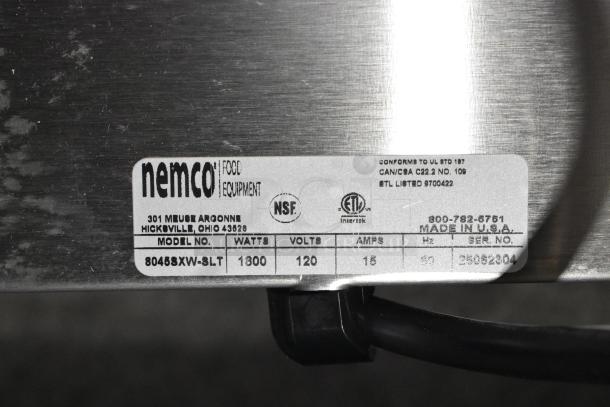 nemco FOOD EQUIPMENT
301 MEUSE ARGONNE
HICKSVILLE, OHIO 43526
NSF
ETL
Intertek
CONFORMS TO UL STD 197
CAN/CSA C22.2 NO. 109
ETL LISTED 9700422
800-782-6761
MADE IN U.S.A.
MODEL NO. WATTS VOLTS AMPS Hz SER. NO.
8045SXW-SLT 1800 120 15 60 25062304